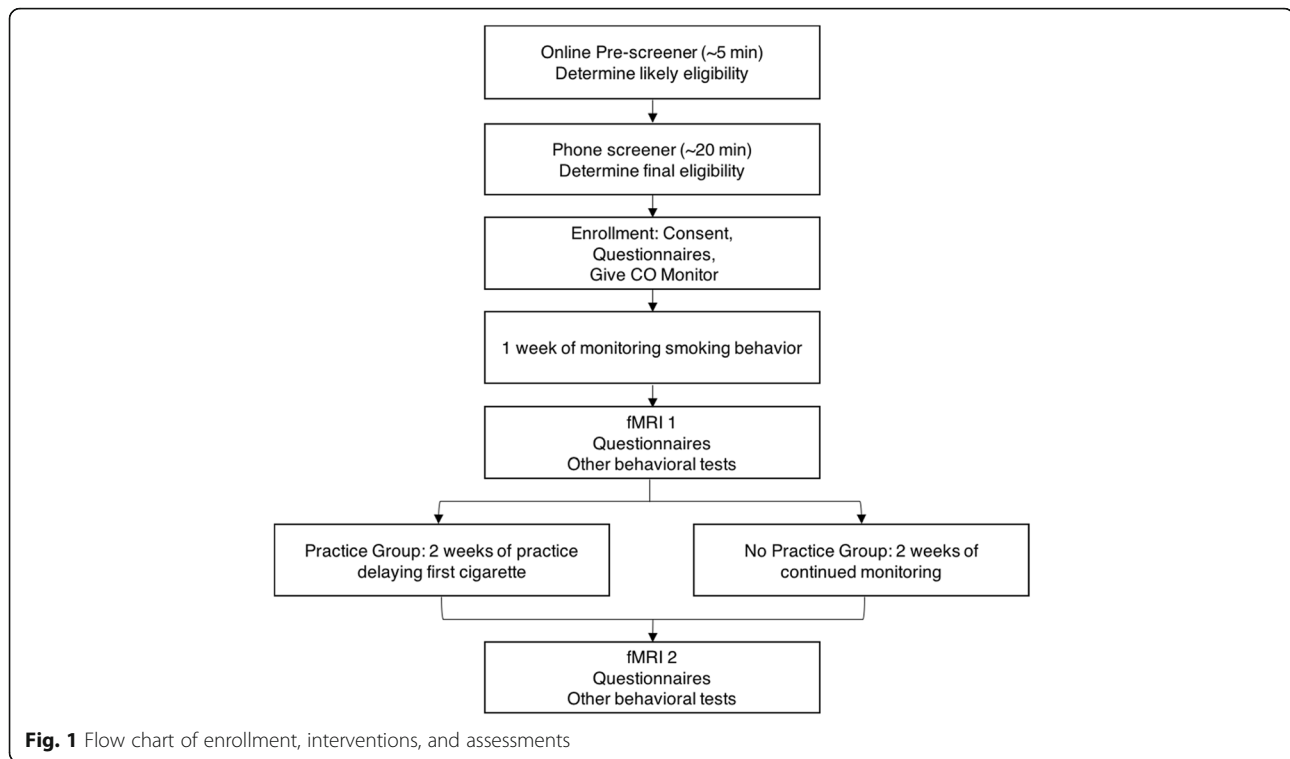 Online Pre-screener (~5 min)
Determine likely eligibility
Phone screener (~20 min)
Determine final eligibility
Enrollment: Consent,
Questionnaires,
Give CO Monitor
1 week of monitoring smoking behavior
fMRI 1
Questionnaires
Other behavioral tests
Practice Group: 2 weeks of practice
delaying first cigarette
No Practice Group: 2 weeks of
continued monitoring
fMRI 2
Questionnaires
Other behavioral tests
Fig. 1 Flow chart of enrollment, interventions, and assessments